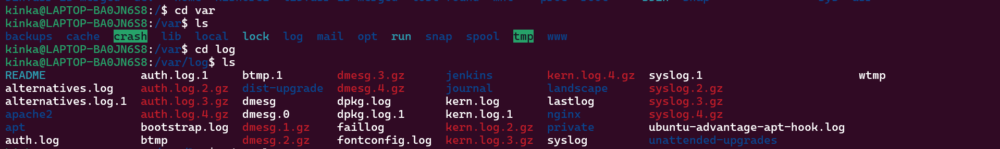 kinka@LAPTOP-BA0JN6S8:/$ cd var
kinka@LAPTOP-BA0JN6S8:/var$ ls
backups cache crash lib local lock log mail opt run snap spool tmp www
kinka@LAPTOP-BA0JN6S8:/var$ cd log
kinka@LAPTOP-BA0JN6S8:/var/log$ ls
README auth.log.1 btmp.1 dmesg.3.gz jenkins kern.log.4.gz syslog.1 wtmp
alternatives.log auth.log.2.gz dist-upgrade dmesg.4.gz journal landscape syslog.2.gz
alternatives.log.1 auth.log.3.gz dmesg dpkg.log kern.log lastlog syslog.3.gz
apache2 auth.log.4.gz dmesg.0 dpkg.log.1 kern.log.1 nginx syslog.4.gz
apt bootstrap.log dmesg.1.gz faillog kern.log.2.gz private ubuntu-advantage-apt-hook.log
auth.log btmp dmesg.2.gz fontconfig.log kern.log.3.gz syslog unattended-upgrades